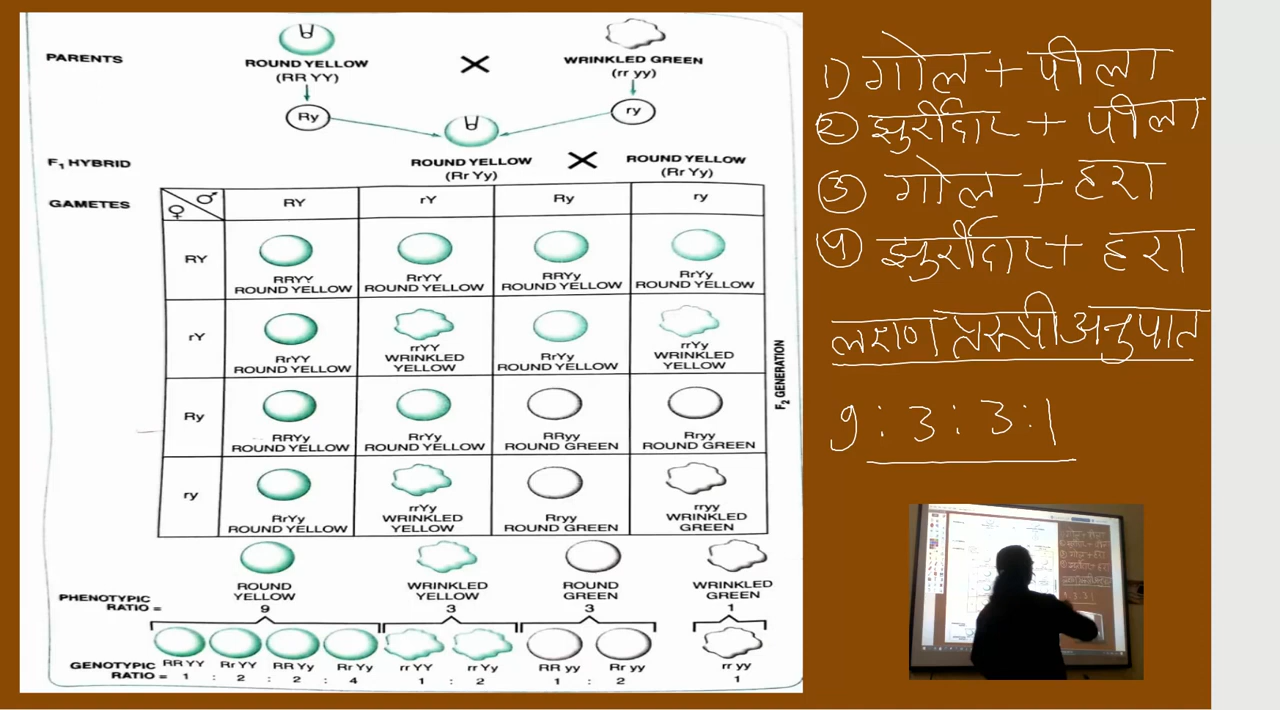 PARENTS
ROUND YELLOW
(RR YY)
WRINKLED GREEN
(rr yy)
Ry
ry
F1 HYBRID
ROUND YELLOW
(Rr Yy)
ROUND YELLOW
(Rr Yy)
GAMETES
♂
♀
RY
rY
Ry
ry
RY
RRYY
ROUND YELLOW
RrYY
ROUND YELLOW
RRYy
ROUND YELLOW
RrYy
ROUND YELLOW
rY
RrYY
ROUND YELLOW
rrYY
WRINKLED
YELLOW
RrYy
ROUND YELLOW
rrYy
WRINKLED
YELLOW
Ry
RRYy
ROUND YELLOW
RrYy
ROUND YELLOW
RRyy
ROUND GREEN
Rryy
ROUND GREEN
ry
RrYy
ROUND YELLOW
rrYy
WRINKLED
YELLOW
Rryy
ROUND GREEN
rryy
WRINKLED
GREEN
F2 GENERATION
PHENOTYPIC
RATIO =
ROUND
YELLOW
9
WRINKLED
YELLOW
3
ROUND
GREEN
3
WRINKLED
GREEN
1
GENOTYPIC
RATIO =
RR YY Rr YY RR Yy Rr Yy rr YY rr Yy RR yy Rr yy rr yy
1 : 2 : 2 : 4 1 : 2 1 : 2 1
1) गोल + पीला
② झुर्रीदार + पीला
③ गोल + हरा
④ झुर्रीदार + हरा
लक्षण प्ररूपी अनुपात
9 : 3 : 3 : 1